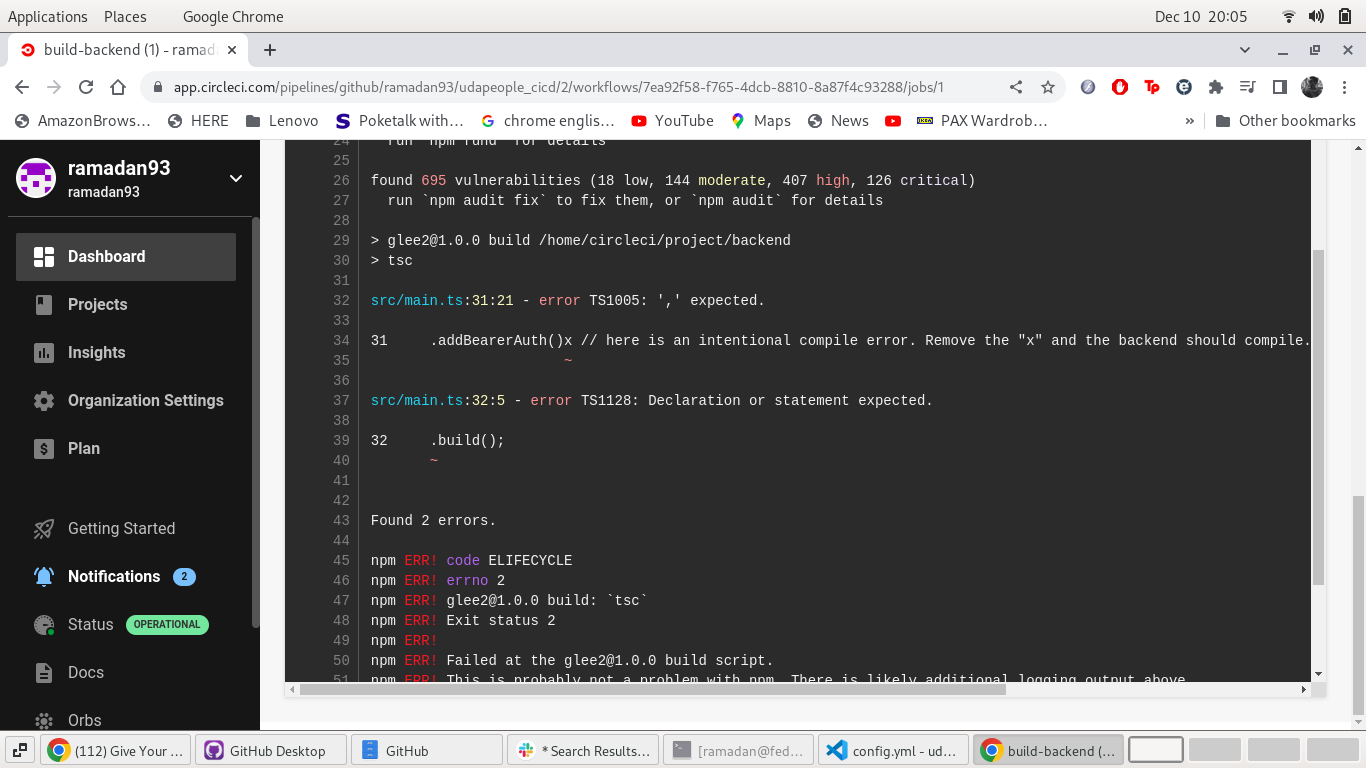 Applications Places Google Chrome Dec 10 20:05
build-backend (1) - ramad
app.circleci.com/pipelines/github/ramadan93/udapeople_cicd/2/workflows/7ea92f58-f765-4dcb-8810-8a87f4c93288/jobs/1
AmazonBrows… HERE Lenovo Poketalk with… chrome englis… YouTube Maps News PAX Wardrob… » Other bookmarks
ramadan93
ramadan93
Dashboard
Projects
Insights
Organization Settings
Plan
Getting Started
Notifications 2
Status OPERATIONAL
Docs
Orbs
24 run `npm fund` for details
25
26 found 695 vulnerabilities (18 low, 144 moderate, 407 high, 126 critical)
27 run `npm audit fix` to fix them, or `npm audit` for details
28
29 > glee2@1.0.0 build /home/circleci/project/backend
30 > tsc
31
32 src/main.ts:31:21 - error TS1005: ',' expected.
33
34 31 .addBearerAuth()x // here is an intentional compile error. Remove the "x" and the backend should compile.
35 ~
36
37 src/main.ts:32:5 - error TS1128: Declaration or statement expected.
38
39 32 .build();
40 ~
41
42
43 Found 2 errors.
44
45 npm ERR! code ELIFECYCLE
46 npm ERR! errno 2
47 npm ERR! glee2@1.0.0 build: `tsc`
48 npm ERR! Exit status 2
49 npm ERR!
50 npm ERR! Failed at the glee2@1.0.0 build script.
51 npm ERR! This is probably not a problem with npm. There is likely additional logging output above.
(112) Give Your … GitHub Desktop GitHub * Search Results… [ramadan@fed… config.yml - ud… build-backend (…